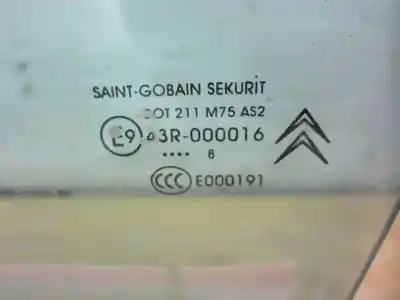 SAINT-GOBAIN SEKURIT
DOT 211 M75 AS2
E9 43R-000016
•••• 8
CCC E000191